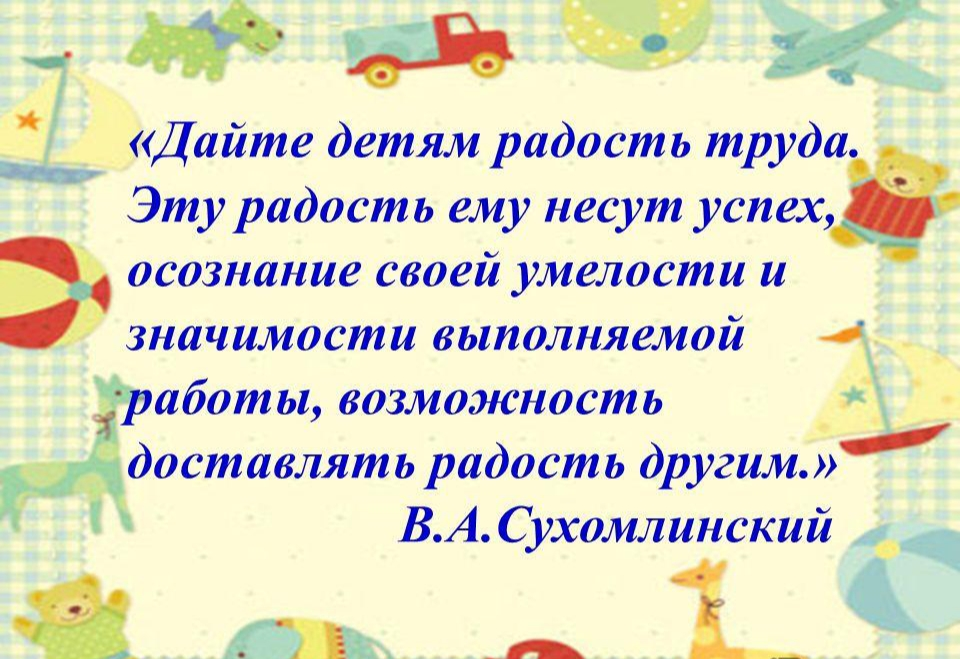 «Дайте детям радость труда.
Эту радость ему несут успех,
осознание своей умелости и
значимости выполняемой
работы, возможность
доставлять радость другим.»
В.А.Сухомлинский